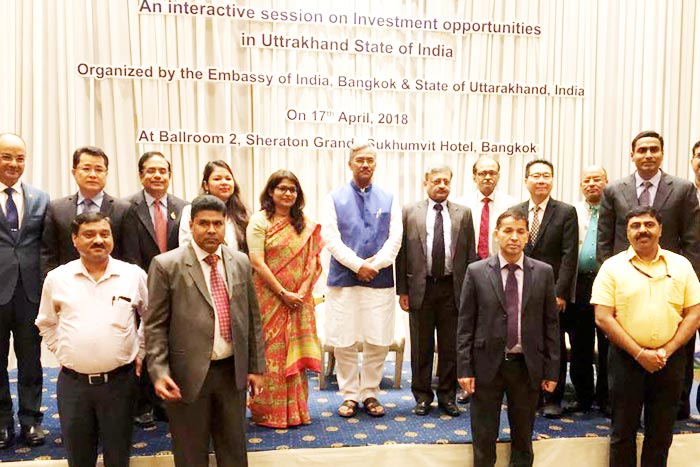 An interactive session on Investment opportunities
in Uttrakhand State of India
Organized by the Embassy of India, Bangkok & State of Uttarakhand, India
On 17th April, 2018
At Ballroom 2, Sheraton Grande Sukhumvit Hotel, Bangkok